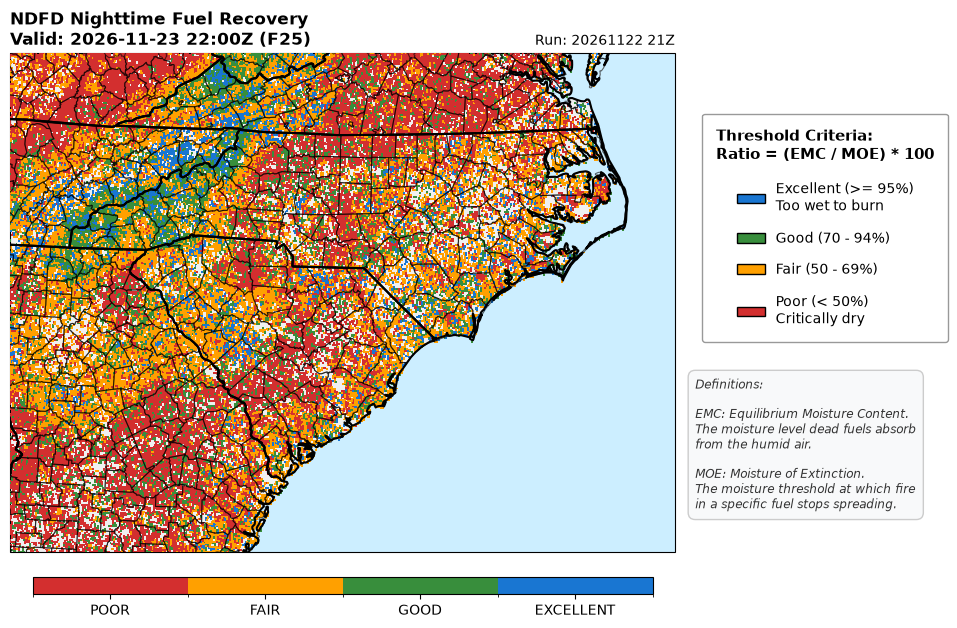 NDFD Nighttime Fuel Recovery
Valid: 2026-11-23 22:00Z (F25)
Run: 20261122 21Z
Threshold Criteria:
Ratio = (EMC / MOE) * 100
Excellent (>= 95%)
Too wet to burn
Good (70 - 94%)
Fair (50 - 69%)
Poor (< 50%)
Critically dry
Definitions:
EMC: Equilibrium Moisture Content.
The moisture level dead fuels absorb
from the humid air.
MOE: Moisture of Extinction.
The moisture threshold at which fire
in a specific fuel stops spreading.
POOR
FAIR
GOOD
EXCELLENT